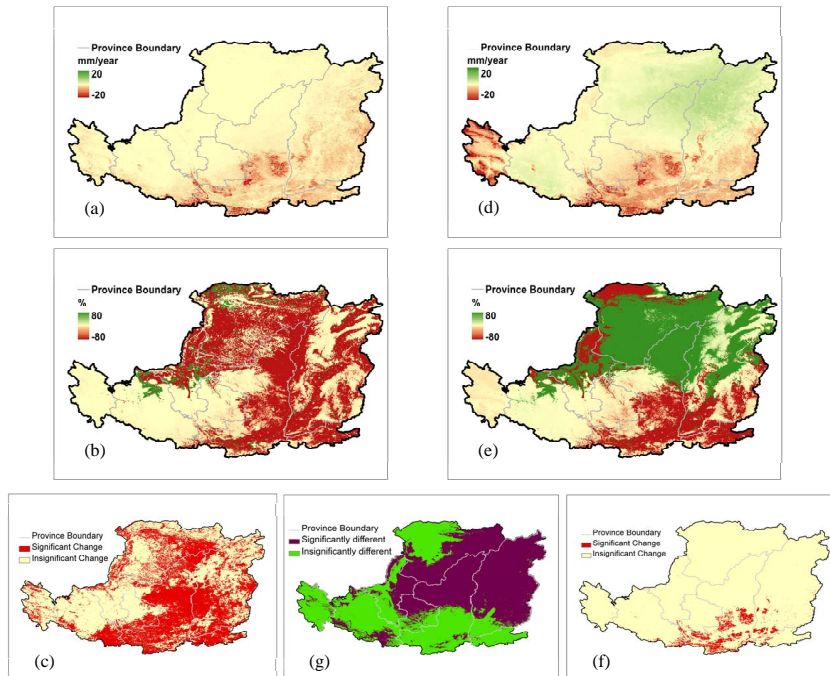 Province Boundary
mm/year
20
-20
(a)
Province Boundary
mm/year
20
-20
(d)
Province Boundary
%
80
-80
(b)
Province Boundary
%
80
-80
(e)
Province Boundary
Significant Change
Insignificant Change
(c)
Province Boundary
Significantly different
Insignificantly different
(g)
Province Boundary
Significant Change
Insignificant Change
(f)